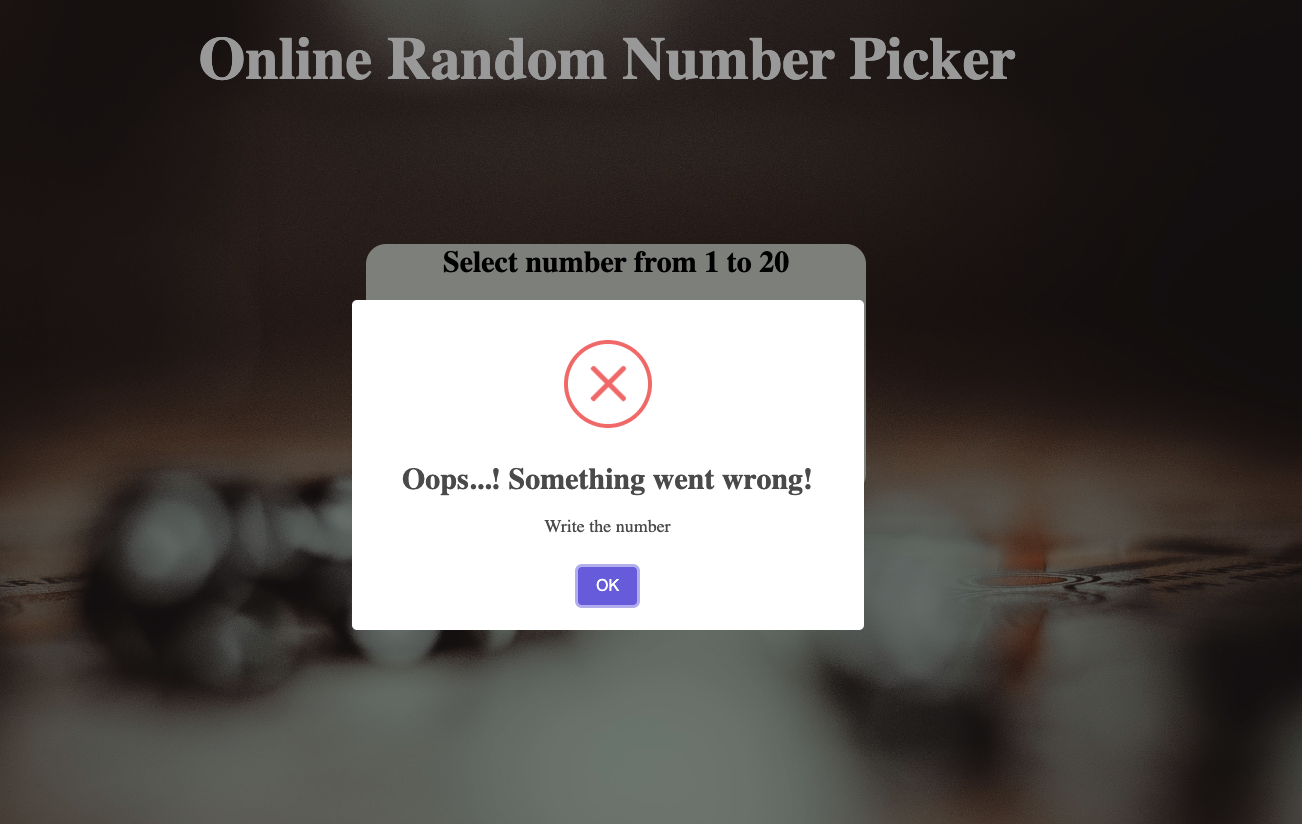 Online Random Number Picker
Select number from 1 to 20
Oops...! Something went wrong!
Write the number
OK